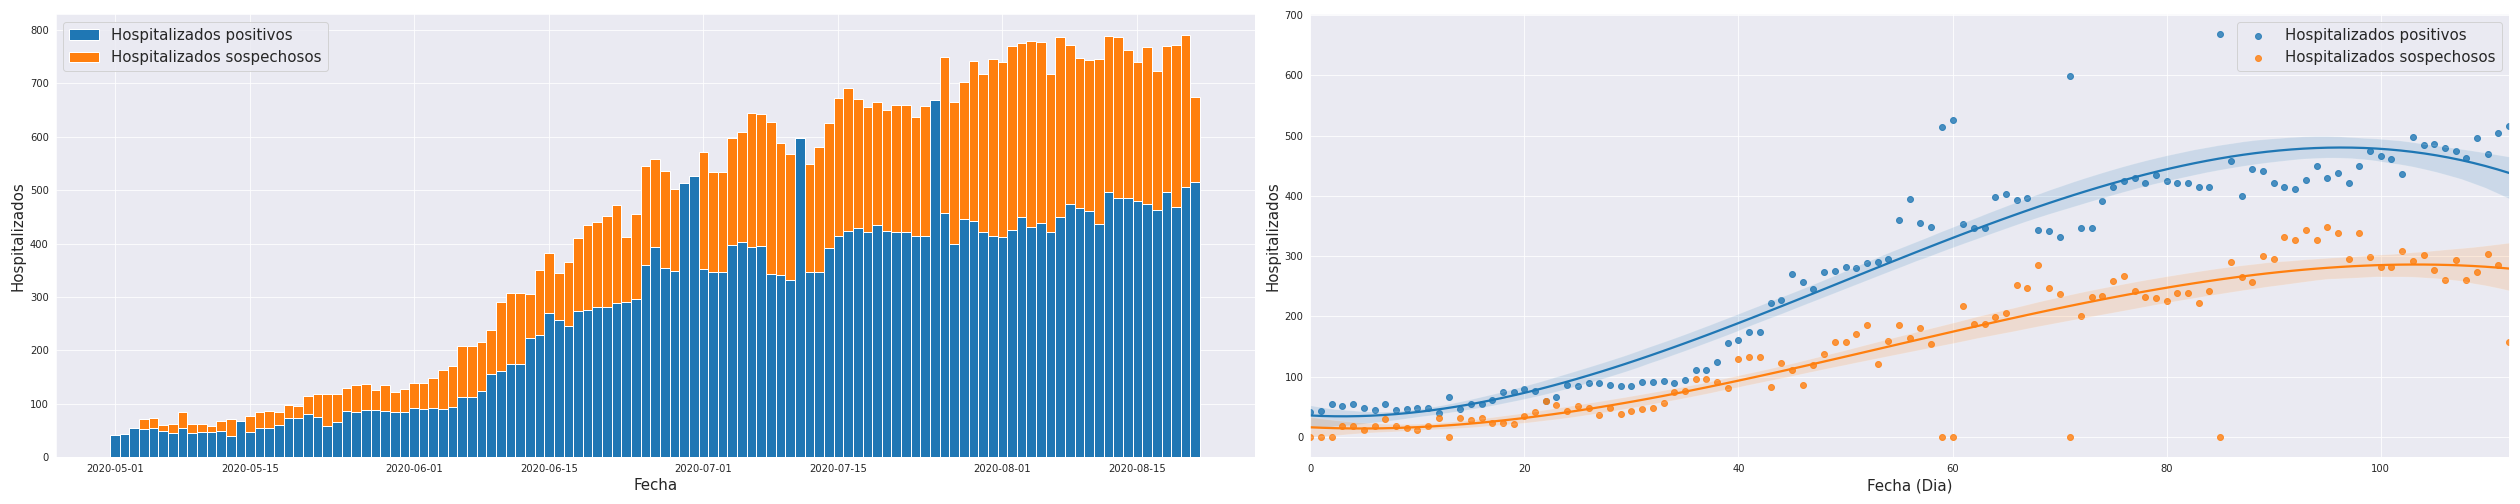 Hospitalizados positivos
Hospitalizados sospechosos
Hospitalizados
800
700
600
500
400
300
200
100
0
2020-05-01 2020-05-15 2020-06-01 2020-06-15 2020-07-01 2020-07-15 2020-08-01 2020-08-15
Fecha
Hospitalizados positivos
Hospitalizados sospechosos
Hospitalizados
700
600
500
400
300
200
100
0
0 20 40 60 80 100
Fecha (Dia)